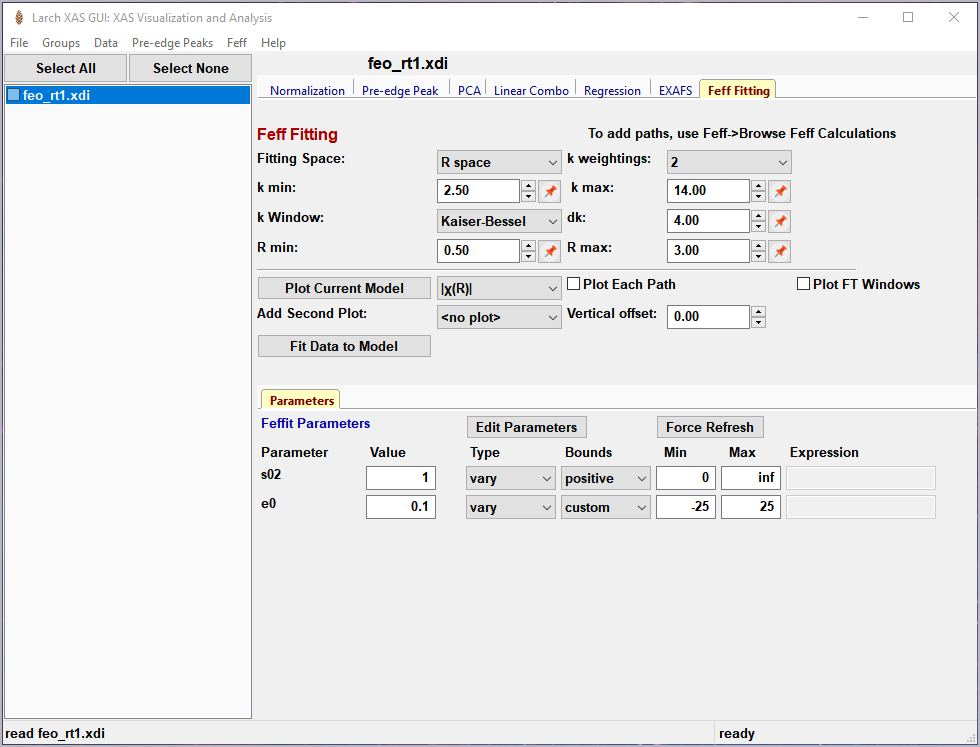 Larch XAS GUI: XAS Visualization and Analysis
File Groups Data Pre-edge Peaks Feff Help
Select All Select None feo_rt1.xdi
feo_rt1.xdi
Normalization Pre-edge Peak PCA Linear Combo Regression EXAFS Feff Fitting
Feff Fitting To add paths, use Feff->Browse Feff Calculations
Fitting Space: R space k weightings: 2
k min: 2.50 k max: 14.00
k Window: Kaiser-Bessel dk: 4.00
R min: 0.50 R max: 3.00
Plot Current Model |χ(R)| Plot Each Path Plot FT Windows
Add Second Plot: <no plot> Vertical offset: 0.00
Fit Data to Model
Parameters
Feffit Parameters Edit Parameters Force Refresh
Parameter Value Type Bounds Min Max Expression
s02 1 vary positive 0 inf
e0 0.1 vary custom -25 25
read feo_rt1.xdi ready